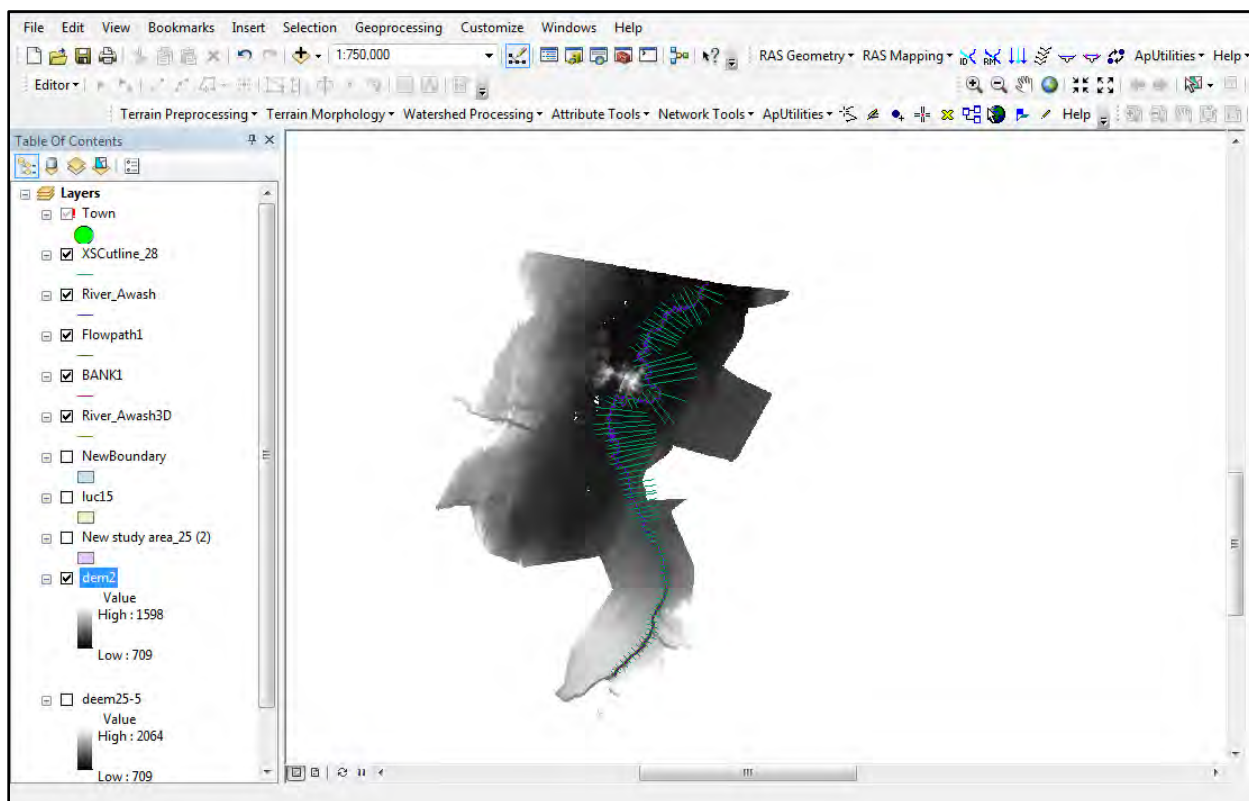 File Edit View Bookmarks Insert Selection Geoprocessing Customize Windows Help
1:750,000 RAS Geometry RAS Mapping ID RM ApUtilities Help
Editor
Terrain Preprocessing Terrain Morphology Watershed Processing Attribute Tools Network Tools ApUtilities Help
Table Of Contents
Layers
Town
XSCutline_28
River_Awash
Flowpath1
BANK1
River_Awash3D
NewBoundary
luc15
New study area_25 (2)
dem2
Value
High : 1598
Low : 709
deem25-5
Value
High : 2064
Low : 709